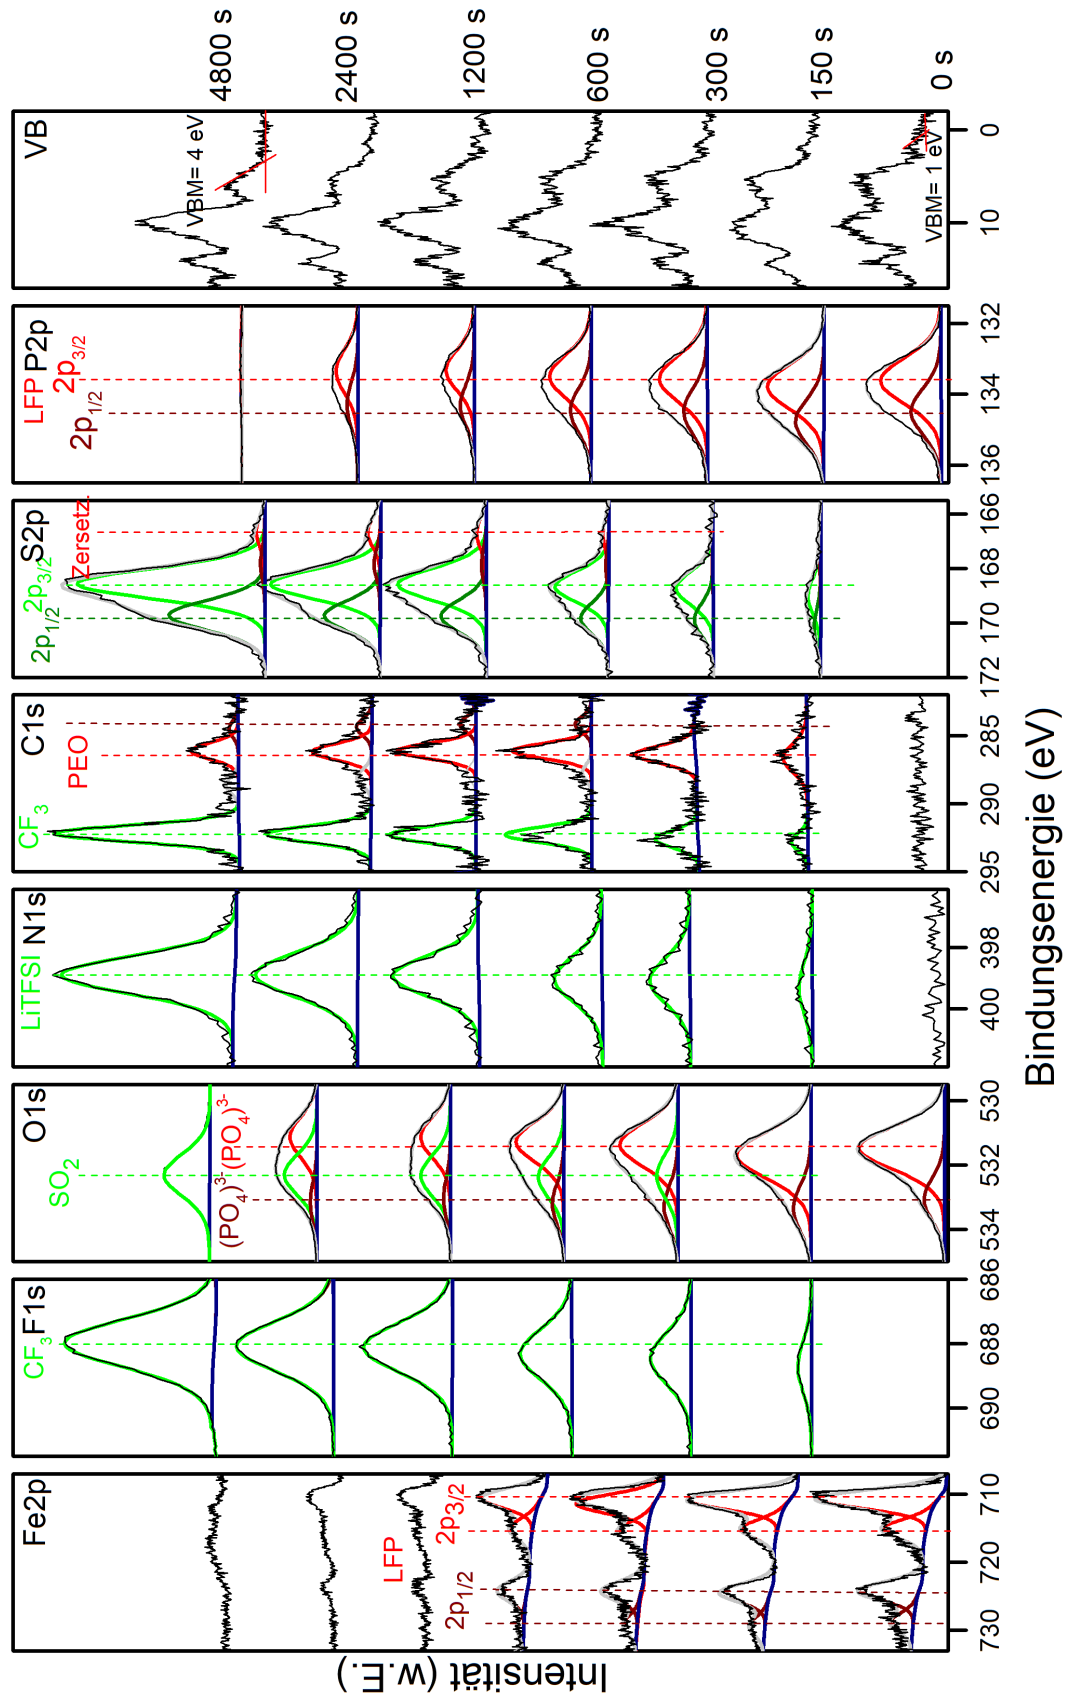 Fe2p
LFP
2p1/2
2p3/2
730
720
710
CF3 F1s
690
688
686
O1s
SO2
(PO4)3- (PO4)3-
534
532
530
LiTFSI N1s
400
398
C1s
CF3
PEO
295
290
285
S2p
2p1/2 2p3/2
Zersetz.
172
170
168
166
LFP P2p
2p1/2
2p3/2
136
134
132
VB
VBM= 4 eV
VBM= 1 eV
10
0
4800 s
2400 s
1200 s
600 s
300 s
150 s
0 s
Intensität (w.E.)
Bindungsenergie (eV)